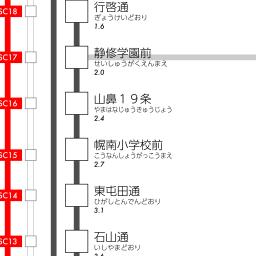 SC18
行啓通
ぎょうけいどおり
1.6
SC17
静修学園前
せいしゅうがくえんまえ
2.0
SC16
山鼻１９条
やまはなじゅうきゅうじょう
2.4
SC15
幌南小学校前
こうなんしょうがっこうまえ
2.7
SC14
東屯田通
ひがしとんでんどおり
3.1
SC13
石山通
いしやまどおり